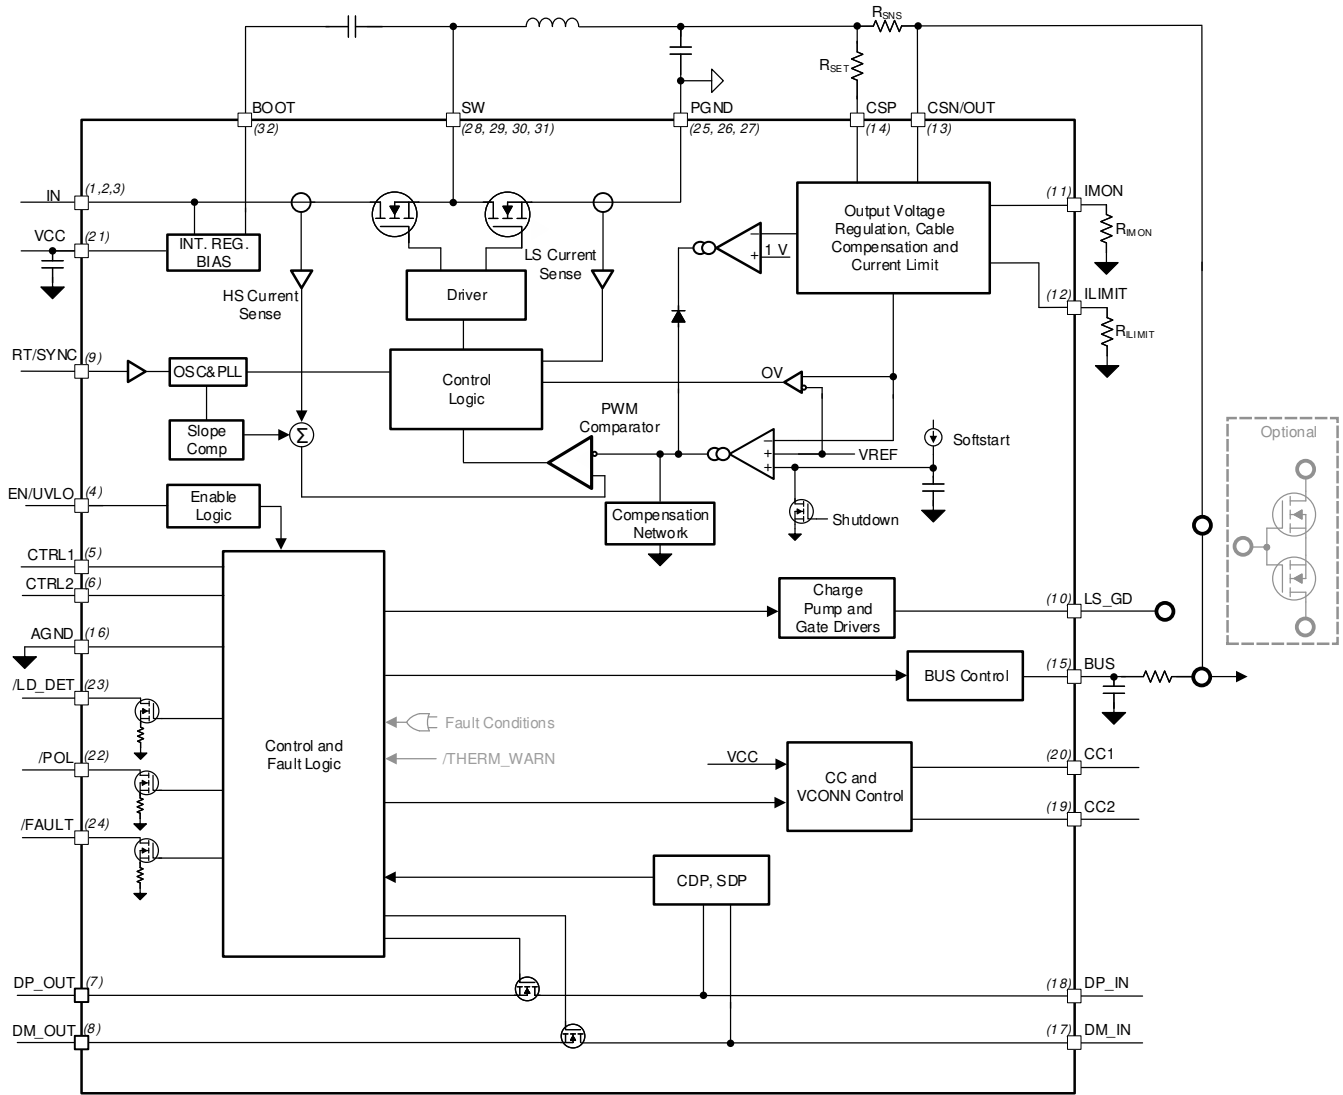 RSNS
RSET
BOOT
(32)
SW
(28, 29, 30, 31)
PGND
(25, 26, 27)
CSP
(14)
CSN/OUT
(13)
IN
(1,2,3)
VCC
(21)
INT. REG.
BIAS
HS Current
Sense
LS Current
Sense
Driver
1 V
Output Voltage
Regulation, Cable
Compensation and
Current Limit
(11)
IMON
RIMON
(12)
ILIMIT
RILIMIT
RT/SYNC
(9)
OSC&PLL
Slope
Comp
Σ
Control
Logic
OV
PWM
Comparator
VREF
Softstart
Shutdown
Compensation
Network
Optional
EN/UVLO
(4)
Enable
Logic
CTRL1
(5)
CTRL2
(6)
AGND
(16)
/LD_DET
(23)
/POL
(22)
/FAULT
(24)
Control and
Fault Logic
Charge
Pump and
Gate Drivers
(10)
LS_GD
BUS Control
(15)
BUS
Fault Conditions
/THERM_WARN
VCC
CC and
VCONN Control
(20)
CC1
(19)
CC2
CDP, SDP
DP_OUT
(7)
(18)
DP_IN
DM_OUT
(8)
(17)
DM_IN